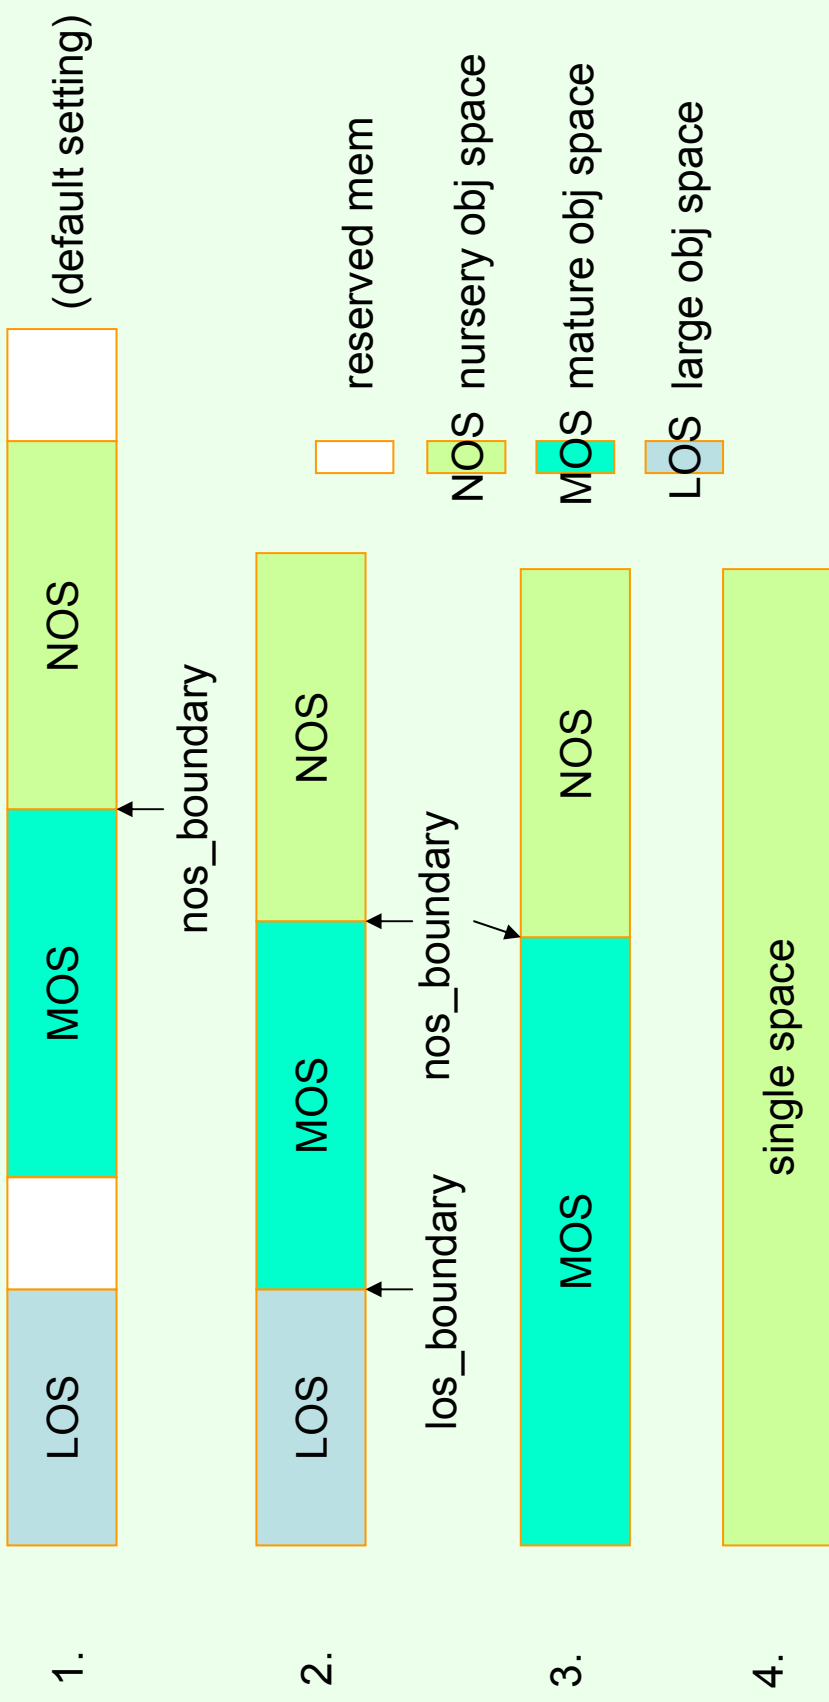 1.
LOS
MOS
NOS
(default setting)
nos_boundary
2.
LOS
MOS
NOS
los_boundary
nos_boundary
3.
MOS
NOS
4.
single space
reserved mem
NOS nursery obj space
MOS mature obj space
LOS large obj space